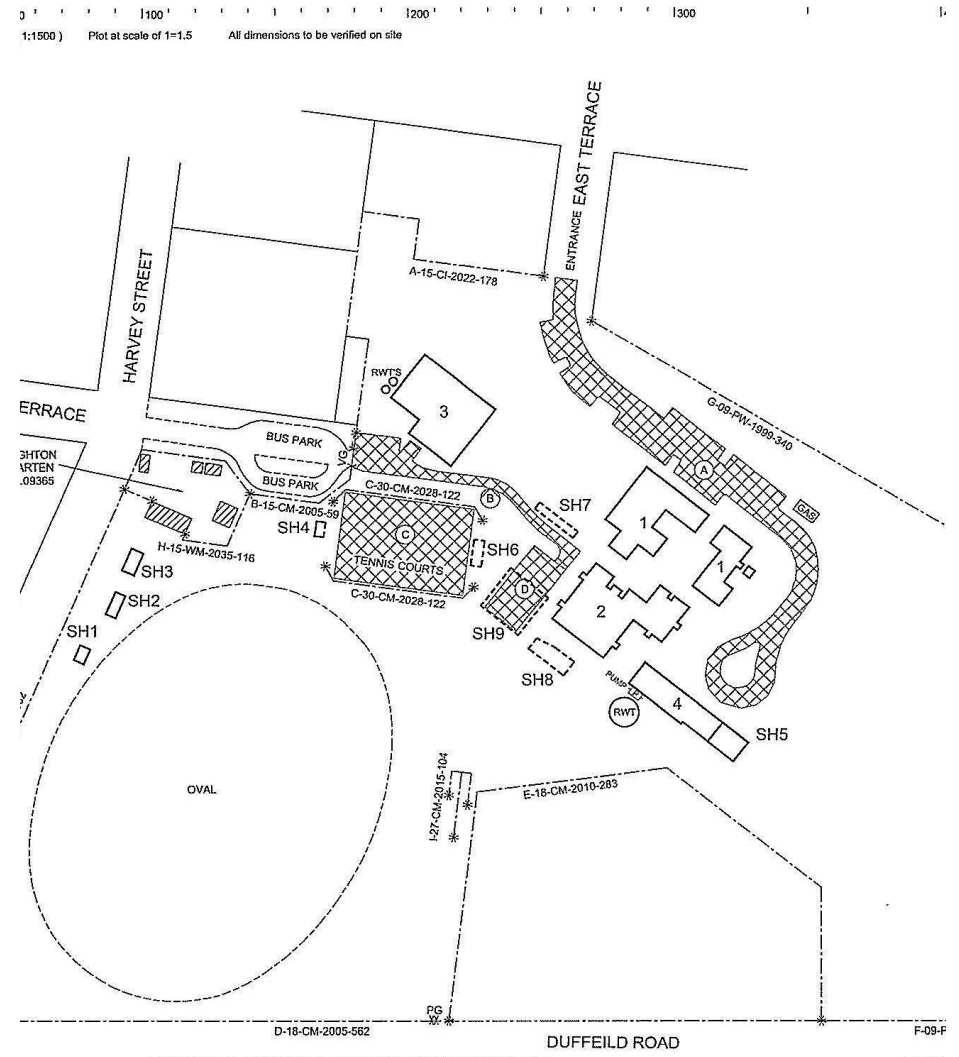 100
200
300
1:1500 ) Plot at scale of 1=1.5 All dimensions to be verified on site
EAST TERRACE
ENTRANCE
HARVEY STREET
A-15-CI-2022-178
RWT'S
3
G-09-PW-1999-340
ERRACE
BUS PARK
YG
A
GHTON
ARTEN
.09365
BUS PARK
C-30-CM-2028-122
B
B-15-CM-2005-59
SH7
GAS
SH4
C
1
H-15-WM-2035-116
SH6
TENNIS COURTS
1
SH3
C-30-CM-2028-122
D
SH2
2
SH1
SH9
SH8
PUMP
RWT
4
SH5
I-27-CM-2015-104
E-18-CM-2010-283
OVAL
PG
D-18-CM-2005-562
DUFFEILD ROAD
F-09-P